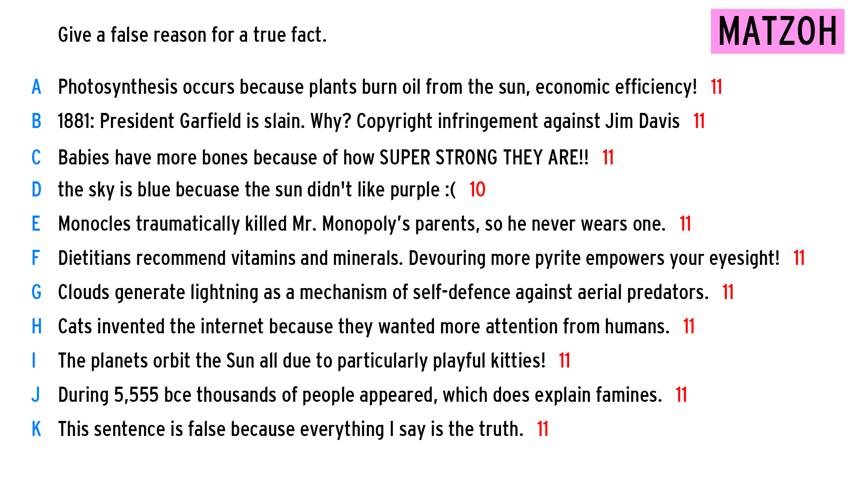 Give a false reason for a true fact.
MATZOH
A Photosynthesis occurs because plants burn oil from the sun, economic efficiency! 11
B 1881: President Garfield is slain. Why? Copyright infringement against Jim Davis 11
C Babies have more bones because of how SUPER STRONG THEY ARE!! 11
D the sky is blue becuase the sun didn't like purple :( 10
E Monocles traumatically killed Mr. Monopoly’s parents, so he never wears one. 11
F Dietitians recommend vitamins and minerals. Devouring more pyrite empowers your eyesight! 11
G Clouds generate lightning as a mechanism of self-defence against aerial predators. 11
H Cats invented the internet because they wanted more attention from humans. 11
I The planets orbit the Sun all due to particularly playful kitties! 11
J During 5,555 bce thousands of people appeared, which does explain famines. 11
K This sentence is false because everything I say is the truth. 11